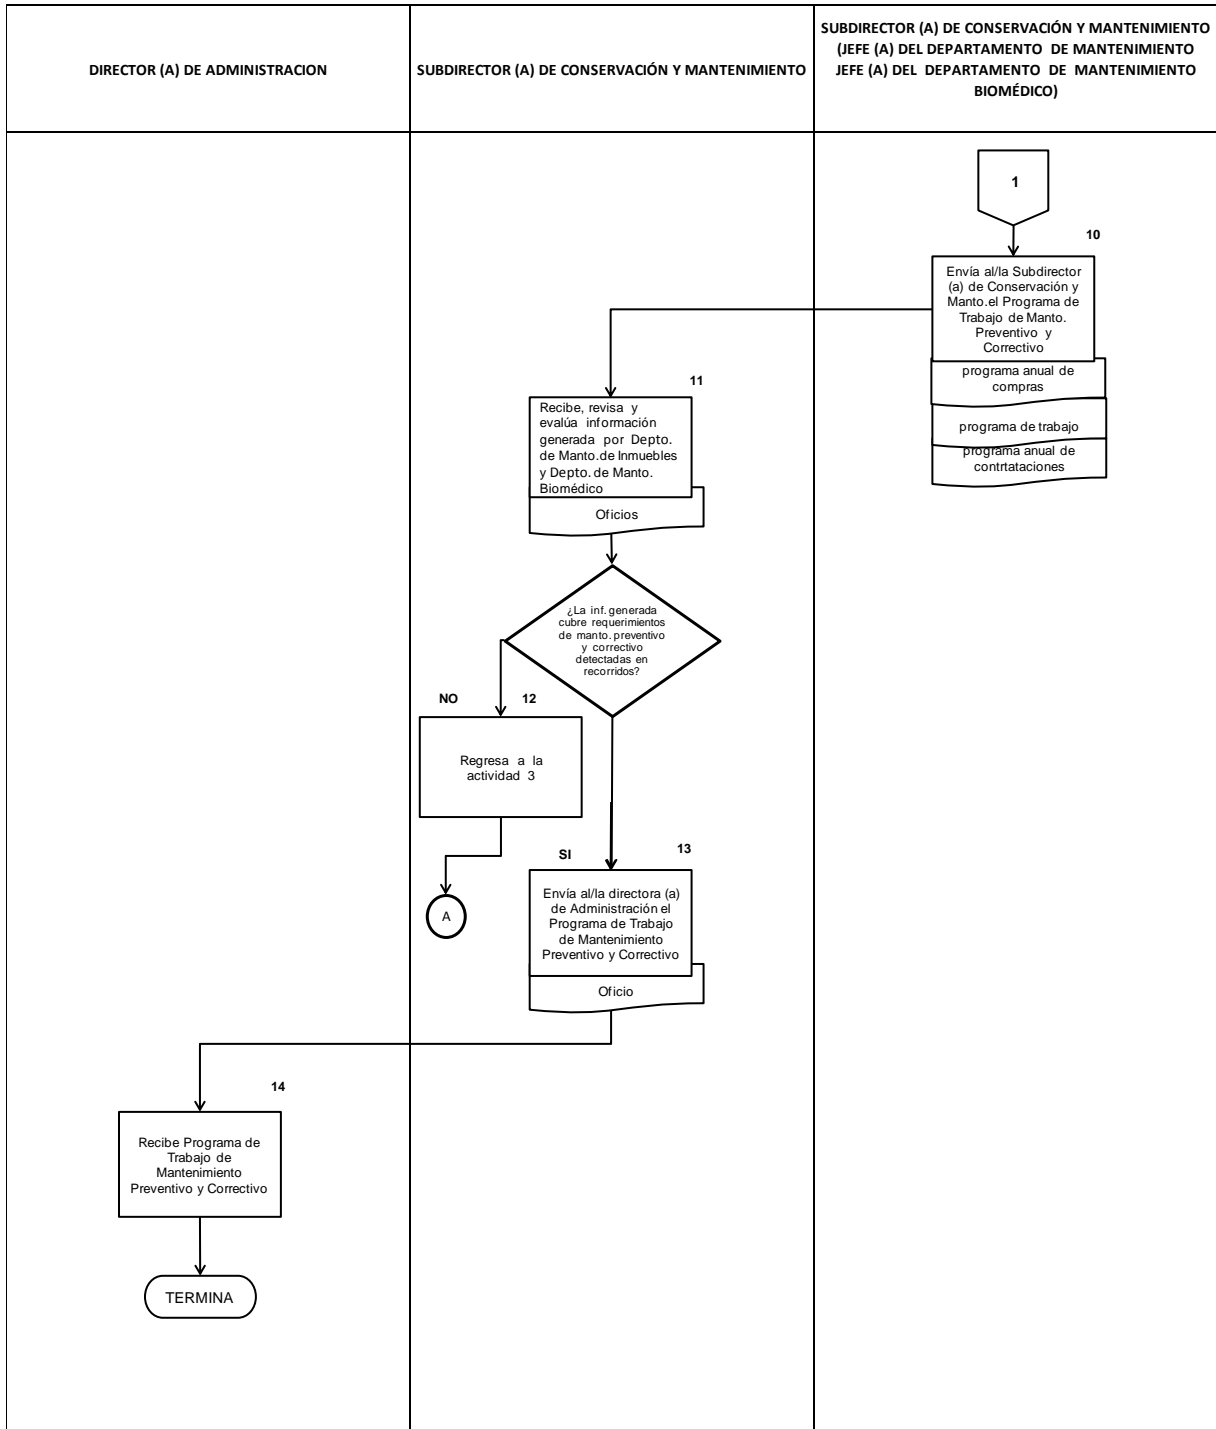 DIRECTOR (A) DE ADMINISTRACION
SUBDIRECTOR (A) DE CONSERVACIÓN Y MANTENIMIENTO
SUBDIRECTOR (A) DE CONSERVACIÓN Y MANTENIMIENTO
(JEFE (A) DEL DEPARTAMENTO DE MANTENIMIENTO
JEFE (A) DEL DEPARTAMENTO DE MANTENIMIENTO
BIOMÉDICO)
1
10
Envía al/la Subdirector
(a) de Conservación y
Manto.el Programa de
Trabajo de Manto.
Preventivo y
Correctivo
programa anual de
compras
programa de trabajo
programa anual de
contrtataciones
11
Recibe, revisa y
evalúa información
generada por Depto.
de Manto.de Inmuebles
y Depto. de Manto.
Biomédico
Oficios
¿La inf. generada
cubre requerimientos
de manto. preventivo
y correctivo
detectadas en
recorridos?
NO
12
Regresa a la
actividad 3
A
SI
13
Envía al/la directora (a)
de Administración el
Programa de Trabajo
de Mantenimiento
Preventivo y Correctivo
Oficio
14
Recibe Programa de
Trabajo de
Mantenimiento
Preventivo y Correctivo
TERMINA